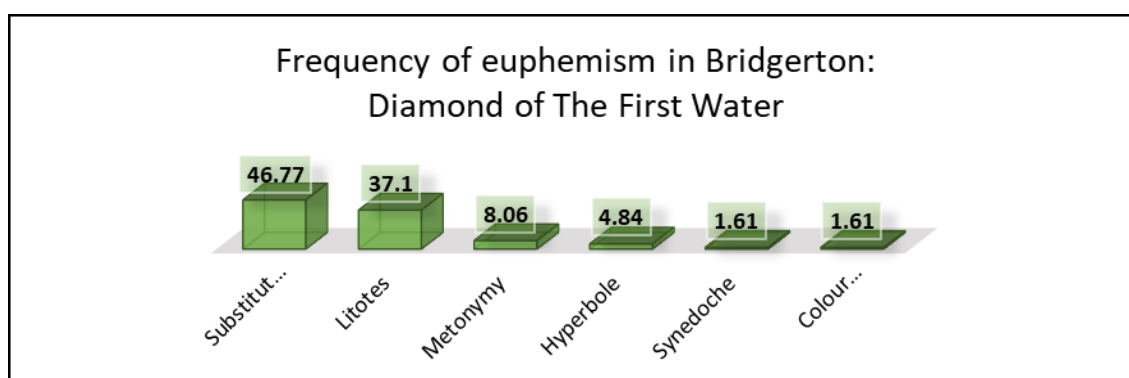 Frequency of euphemism in Bridgerton:
Diamond of The First Water
46.77
37.1
8.06
4.84
1.61
1.61
Substitut...
Litotes
Metonymy
Hyperbole
Synedoche
Colour...